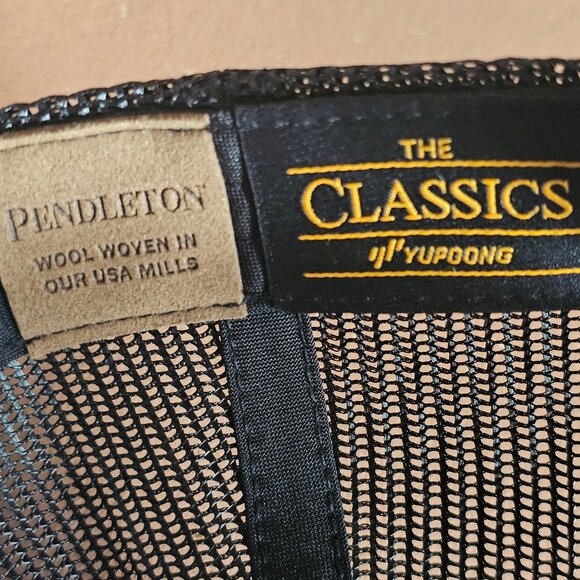 PENDLETON
WOOL WOVEN IN
OUR USA MILLS
THE
CLASSICS
YUPOONG